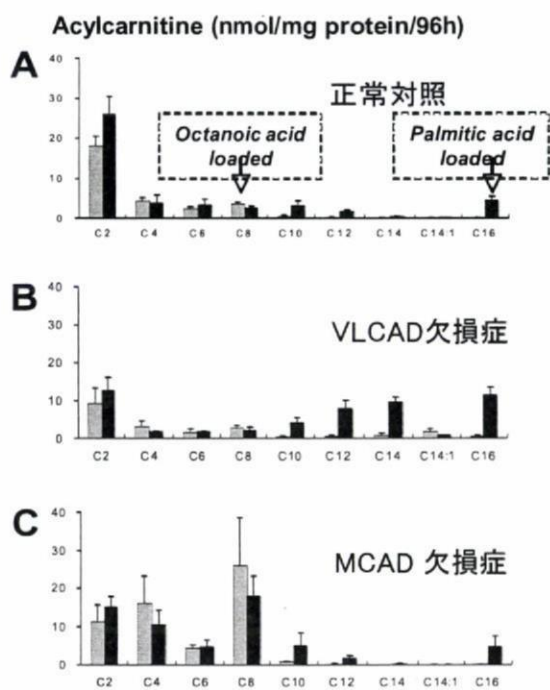 Acylcarnitine (nmol/mg protein/96h)
A
正常対照
Octanoic acid loaded
Palmitic acid loaded
40
30
20
10
0
C2 C4 C6 C8 C10 C12 C14 C14:1 C16
B
VLCAD欠損症
40
30
20
10
0
C2 C4 C6 C8 C10 C12 C14 C14:1 C16
C
MCAD 欠損症
40
30
20
10
0
C2 C4 C6 C8 C10 C12 C14 C14:1 C16